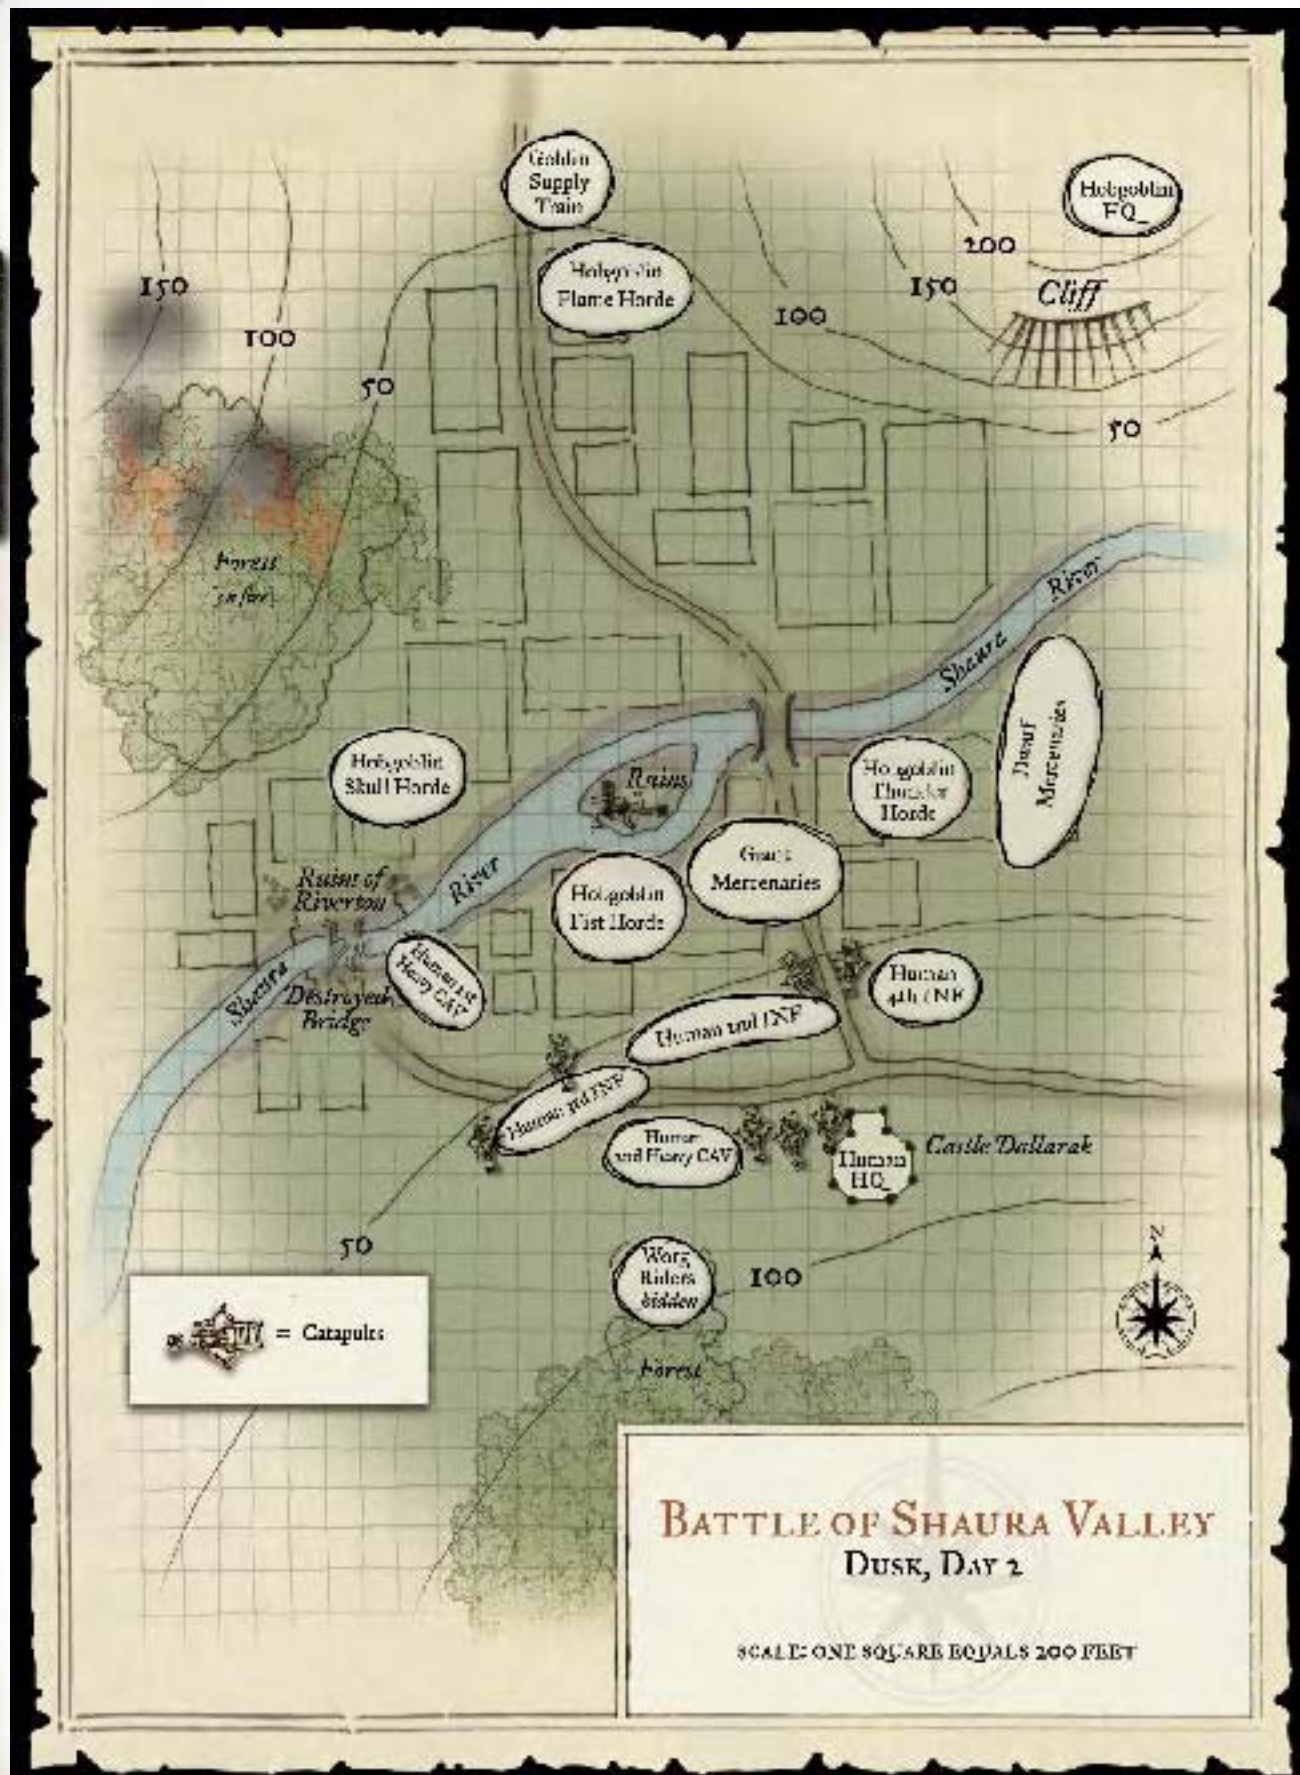 Goblin
Supply
Train
Hobgoblin
HQ
Hobgoblin
Flame Horde
200
150
150
Cliff
100
100
50
50
Forest
on fire
River
Shaura
Dwarf
Mercenaries
Hobgoblin
Skull Horde
Ruins
Hobgoblin
Thunder
Horde
Giant
Mercenaries
Ruins of
Riverton
River
Hobgoblin
Fist Horde
Human 1st
Heavy CAV
Human
4th INF
Shaura
Destroyed
Bridge
Human 2nd INF
Human 3rd INF
Human
2nd Heavy CAV
Castle Dallarak
Human
HQ
50
Worg
Riders
hidden
100
N
= Catapults
Forest
BATTLE OF SHAURA VALLEY
DUSK, DAY 2
SCALE: ONE SQUARE EQUALS 200 FEET